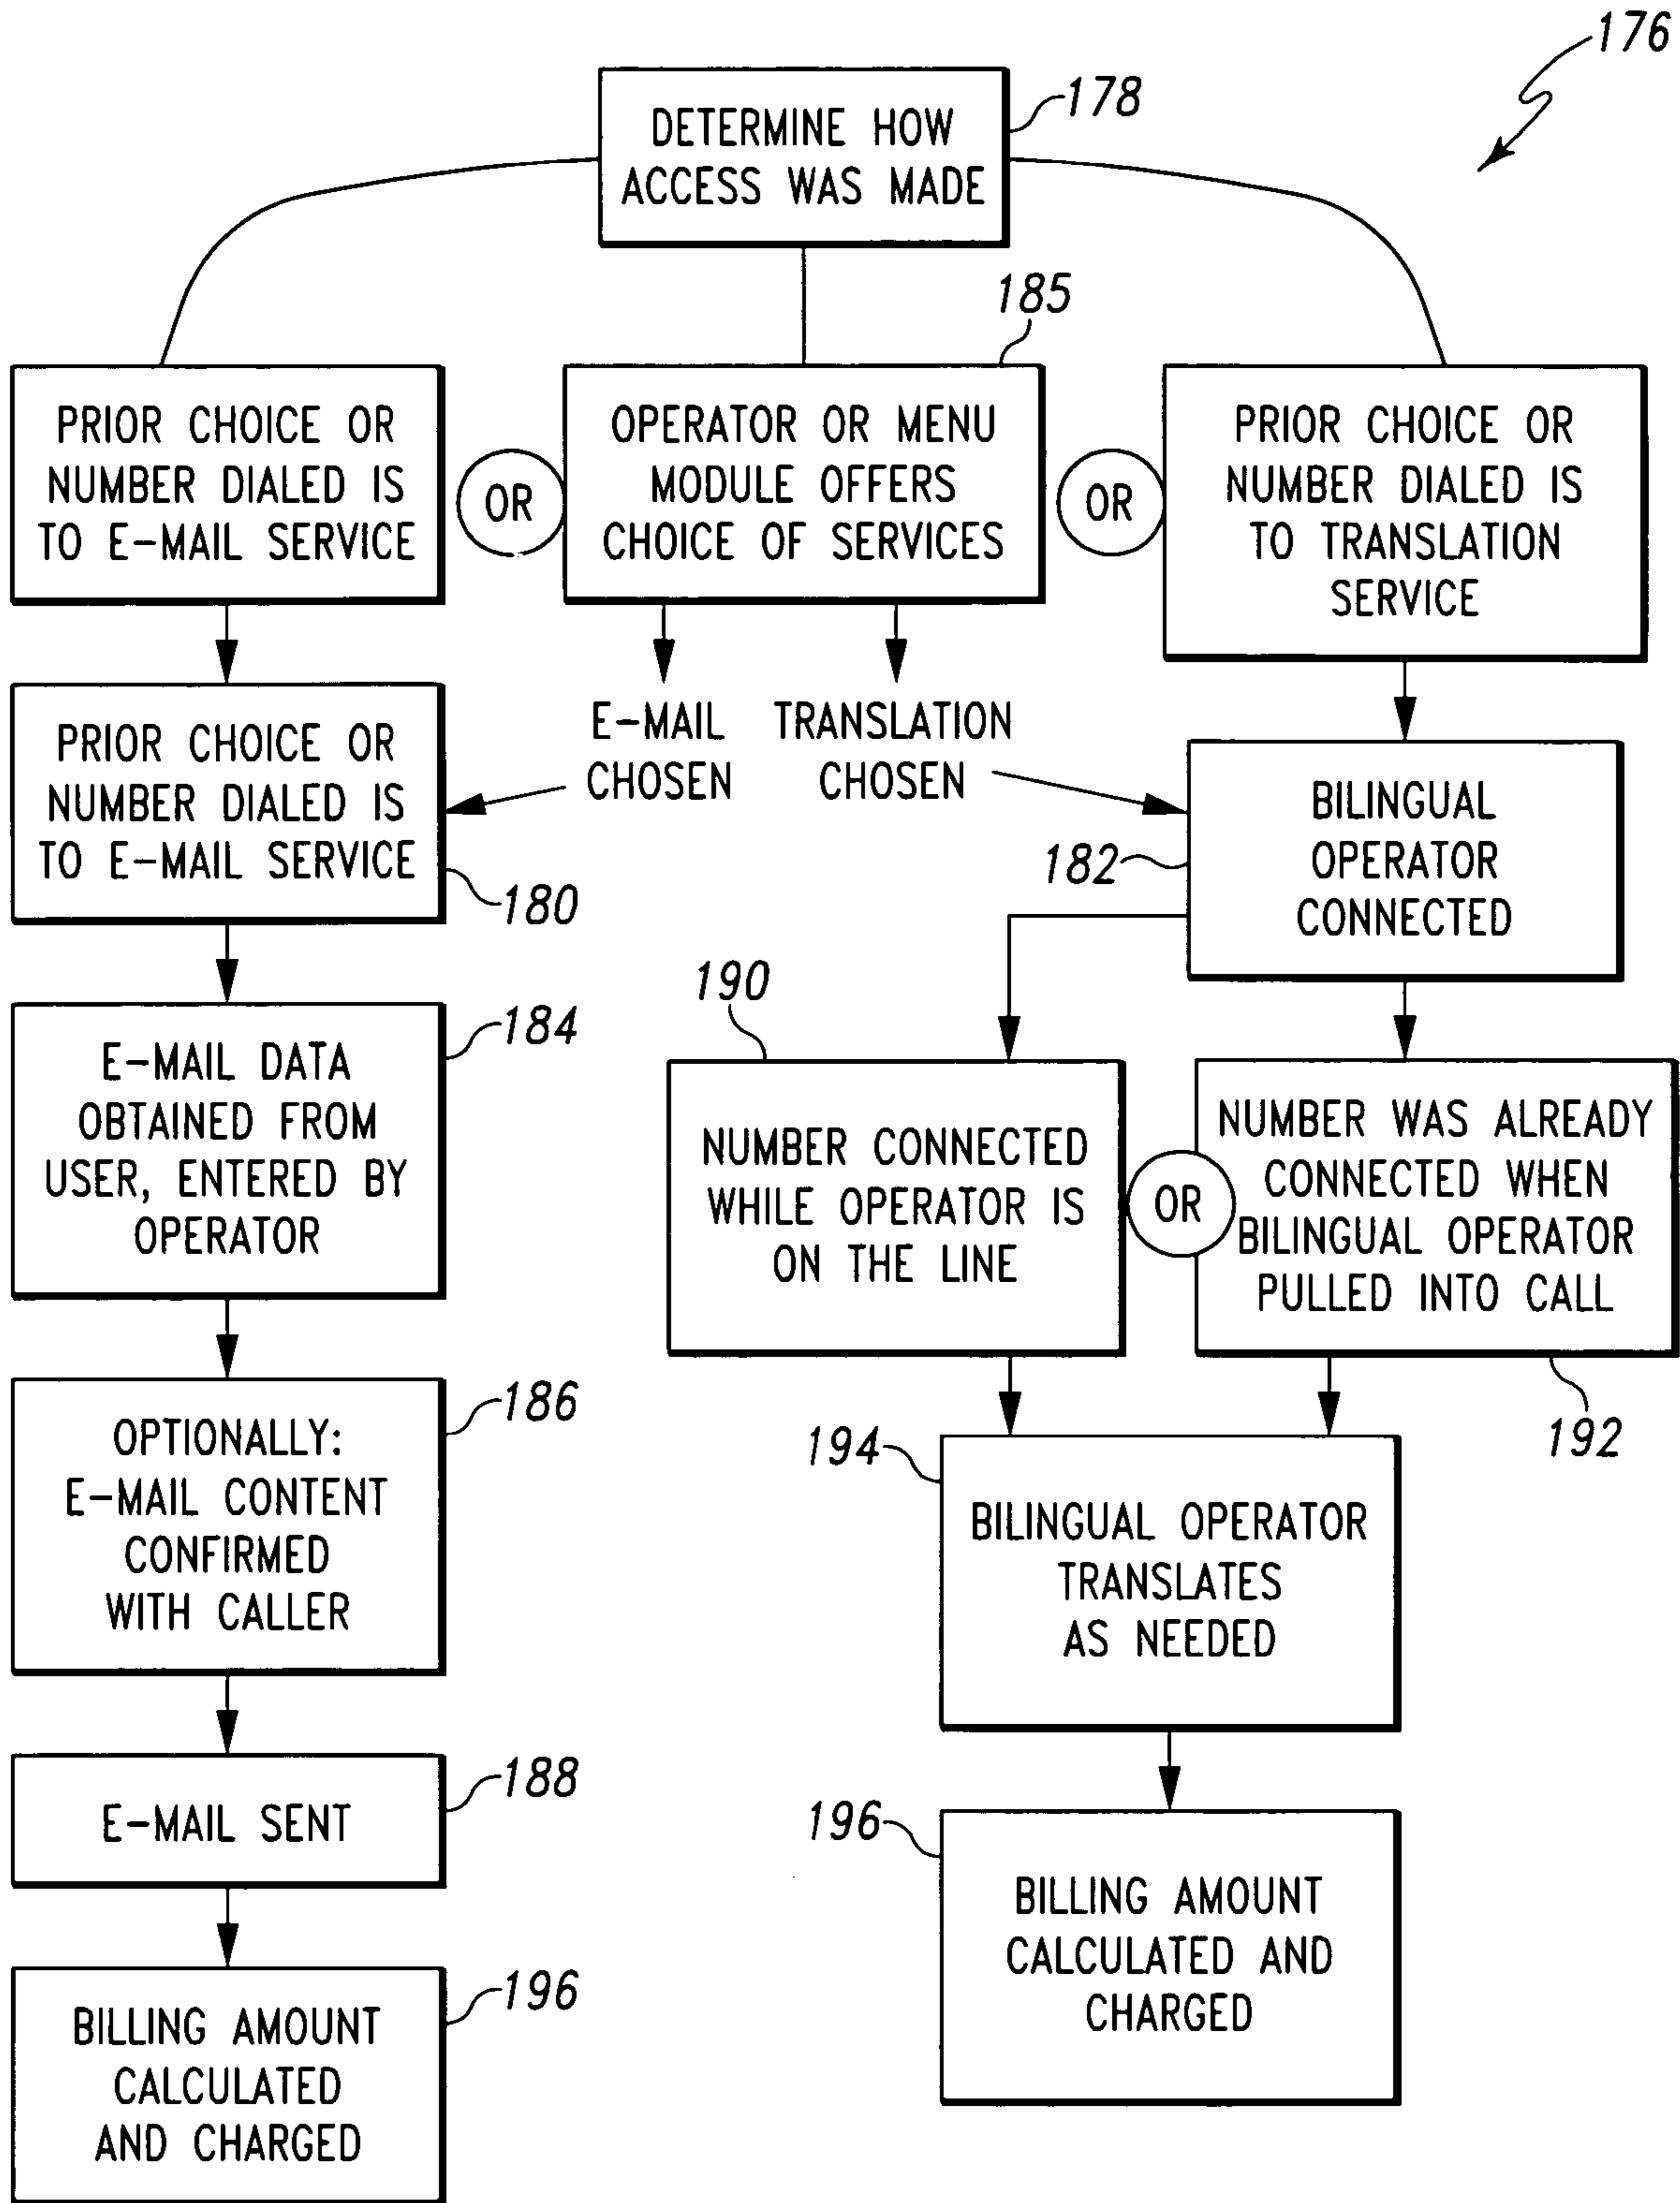 176
DETERMINE HOW
ACCESS WAS MADE
178
PRIOR CHOICE OR
NUMBER DIALED IS
TO E-MAIL SERVICE
OR
185
OPERATOR OR MENU
MODULE OFFERS
CHOICE OF SERVICES
OR
PRIOR CHOICE OR
NUMBER DIALED IS
TO TRANSLATION
SERVICE
E-MAIL
CHOSEN
TRANSLATION
CHOSEN
PRIOR CHOICE OR
NUMBER DIALED IS
TO E-MAIL SERVICE
180
182
BILINGUAL
OPERATOR
CONNECTED
E-MAIL DATA
OBTAINED FROM
USER, ENTERED BY
OPERATOR
184
190
NUMBER CONNECTED
WHILE OPERATOR IS
ON THE LINE
OR
NUMBER WAS ALREADY
CONNECTED WHEN
BILINGUAL OPERATOR
PULLED INTO CALL
192
OPTIONALLY:
E-MAIL CONTENT
CONFIRMED
WITH CALLER
186
194
BILINGUAL OPERATOR
TRANSLATES
AS NEEDED
E-MAIL SENT
188
196
BILLING AMOUNT
CALCULATED AND
CHARGED
BILLING AMOUNT
CALCULATED
AND CHARGED
196